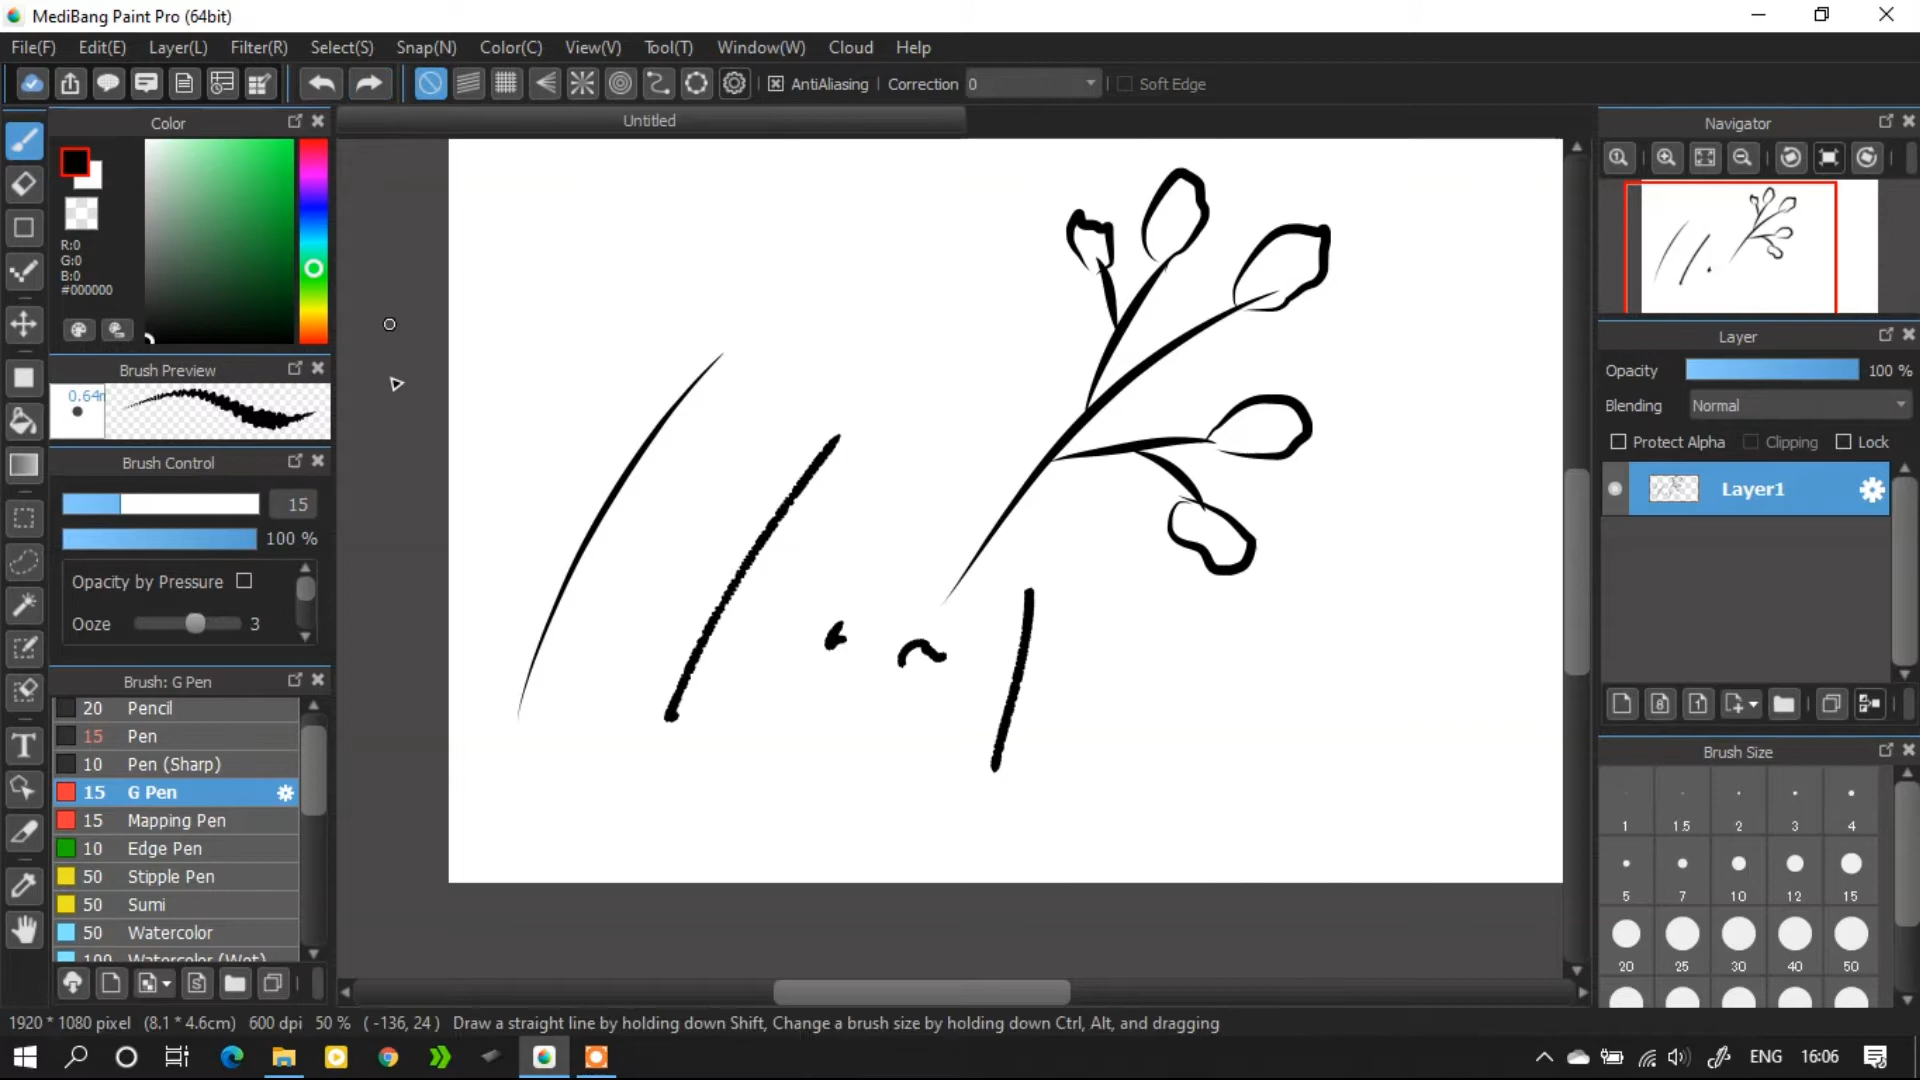 MediBang Paint Pro (64bit)
File(F) Edit(E) Layer(L) Filter(R) Select(S) Snap(N) Color(C) View(V) Tool(T) Window(W) Cloud Help
AntiAliasing Correction 0 Soft Edge
Untitled
Color
R:0
G:0
B:0
#000000
Brush Preview
0.64m
Brush Control
15
100 %
Opacity by Pressure
Ooze 3
Brush: G Pen
20 Pencil
15 Pen
10 Pen (Sharp)
15 G Pen
15 Mapping Pen
10 Edge Pen
50 Stipple Pen
50 Sumi
50 Watercolor
100 Watercolor (Wet)
Navigator
Layer
Opacity 100 %
Blending Normal
Protect Alpha Clipping Lock
Layer1
Brush Size
1 1.5 2 3 4
5 7 10 12 15
20 25 30 40 50
1920 * 1080 pixel (8.1 * 4.6cm) 600 dpi 50 % ( -136, 24 ) Draw a straight line by holding down Shift, Change a brush size by holding down Ctrl, Alt, and dragging
ENG 16:06